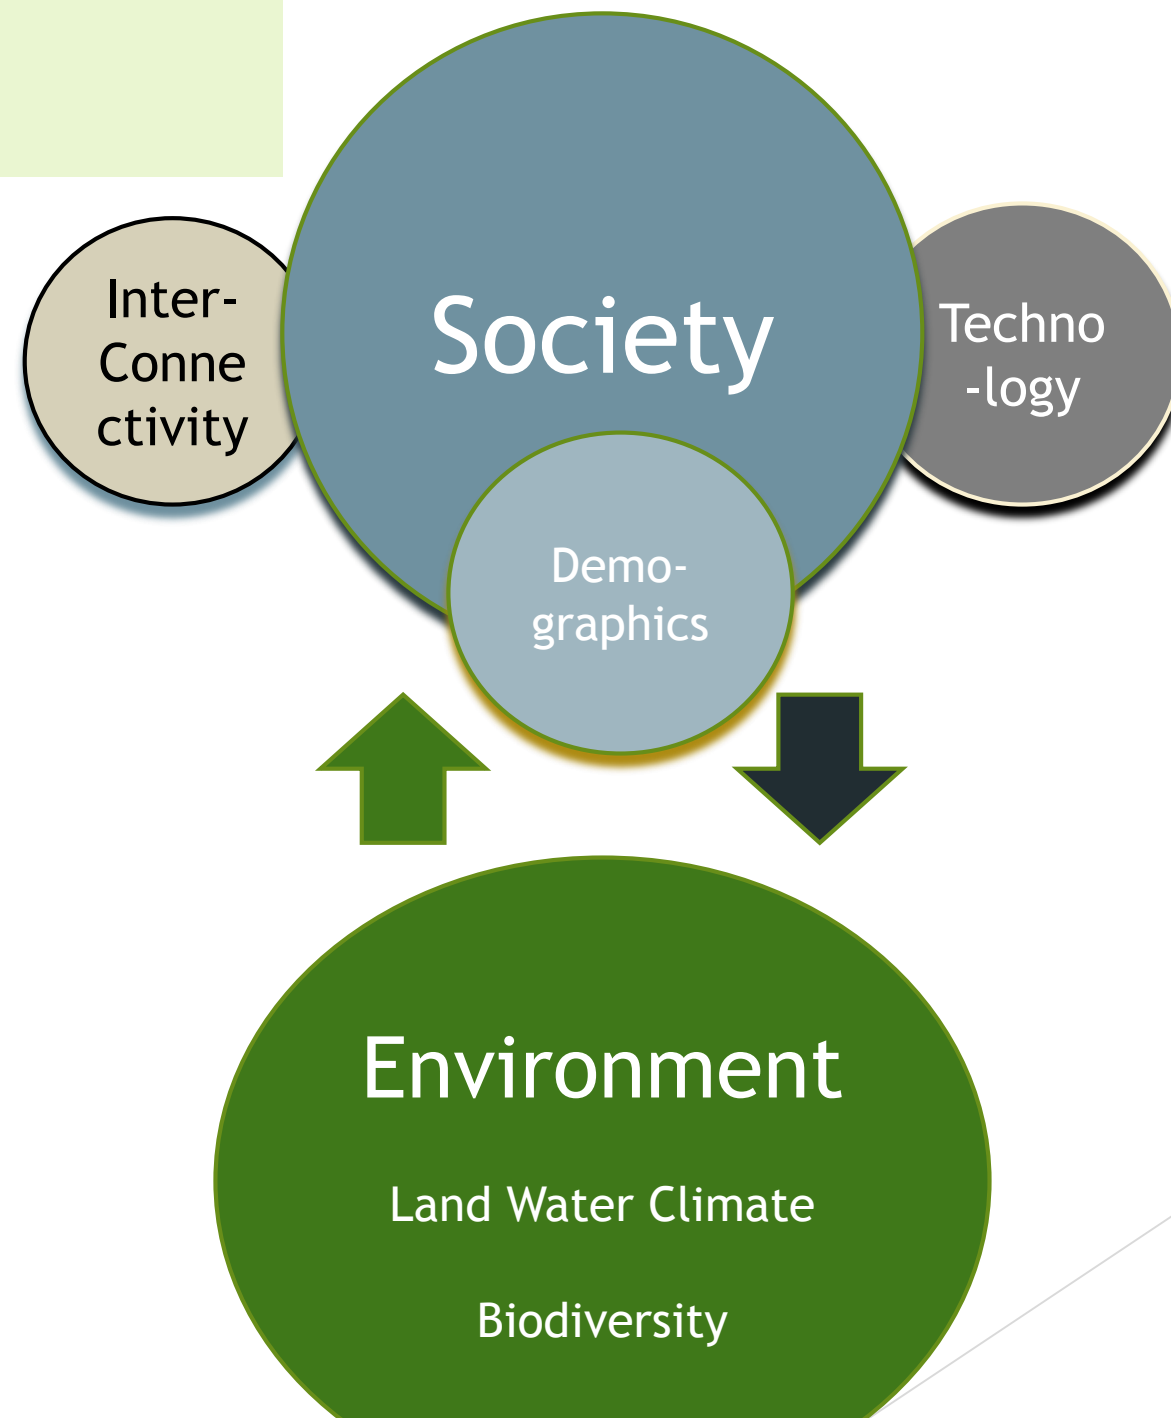 Inter-
Conne
ctivity
Society
Techno
-logy
Demo-
graphics
Environment
Land Water Climate
Biodiversity